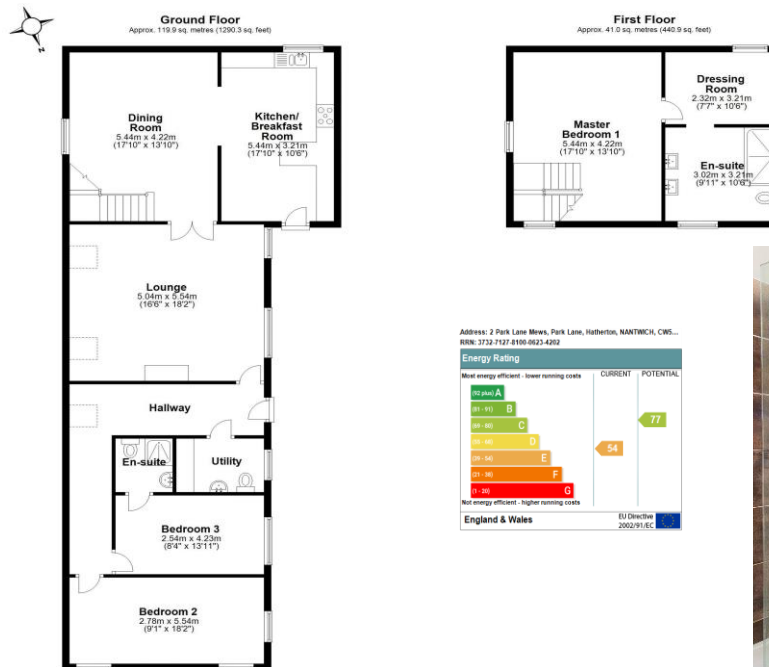 Ground Floor
Approx. 119.9 sq. metres (1290.3 sq. feet)
N
Dining
Room
5.44m x 4.22m
(17'10" x 13'10")
Kitchen/
Breakfast
Room
5.44m x 3.21m
(17'10" x 10'6")
Lounge
5.04m x 5.54m
(16'6" x 18'2")
Hallway
En-suite
Utility
Bedroom 3
2.54m x 4.23m
(8'4" x 13'11")
Bedroom 2
2.78m x 5.54m
(9'1" x 18'2")
First Floor
Approx. 41.0 sq. metres (440.9 sq. feet)
Master
Bedroom 1
5.44m x 4.22m
(17'10" x 13'10")
Dressing
Room
2.32m x 3.21m
(7'7" x 10'6")
En-suite
3.02m x 3.21m
(9'11" x 10'6")
Address: 2 Park Lane Mews, Park Lane, Hatherton, NANTWICH, CW5...
RRN: 3732-7127-8100-0623-4202
Energy Rating
Most energy efficient - lower running costs
CURRENT
POTENTIAL
(92 plus) A
(81 - 91) B
(69 - 80) C
(55 - 68) D
(39 - 54) E
(21 - 38) F
(1 - 20) G
77
54
Not energy efficient - higher running costs
England & Wales
EU Directive
2002/91/EC